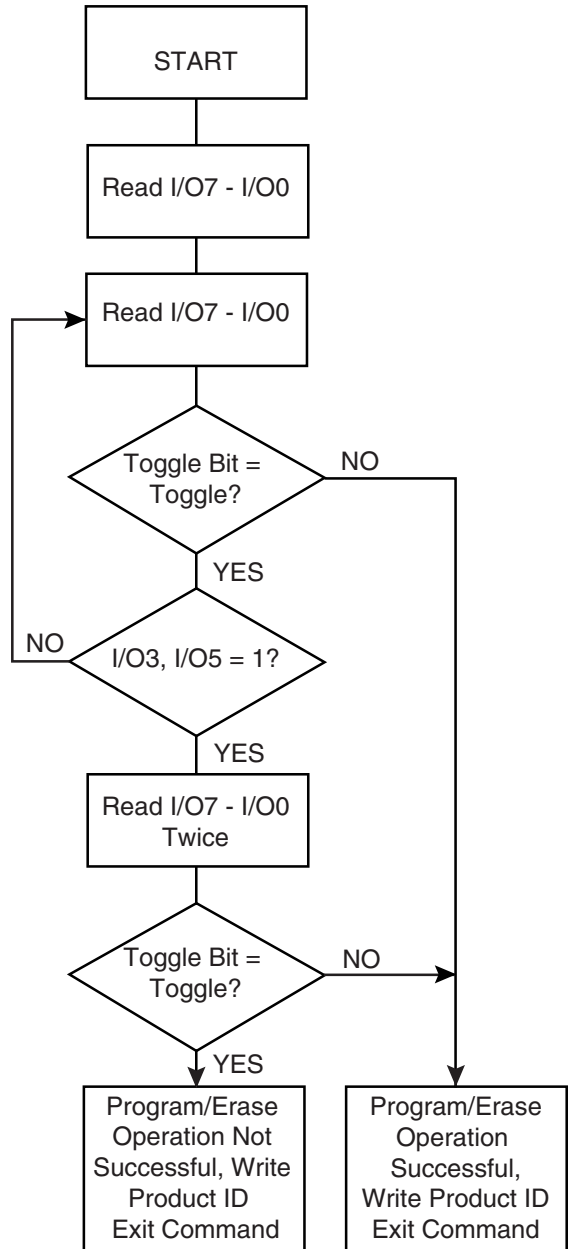 START
Read I/O7 - I/O0
Read I/O7 - I/O0
Toggle Bit =
Toggle?
NO
YES
NO
I/O3, I/O5 = 1?
YES
Read I/O7 - I/O0
Twice
Toggle Bit =
Toggle?
NO
YES
Program/Erase
Operation Not
Successful, Write
Product ID
Exit Command
Program/Erase
Operation
Successful,
Write Product ID
Exit Command